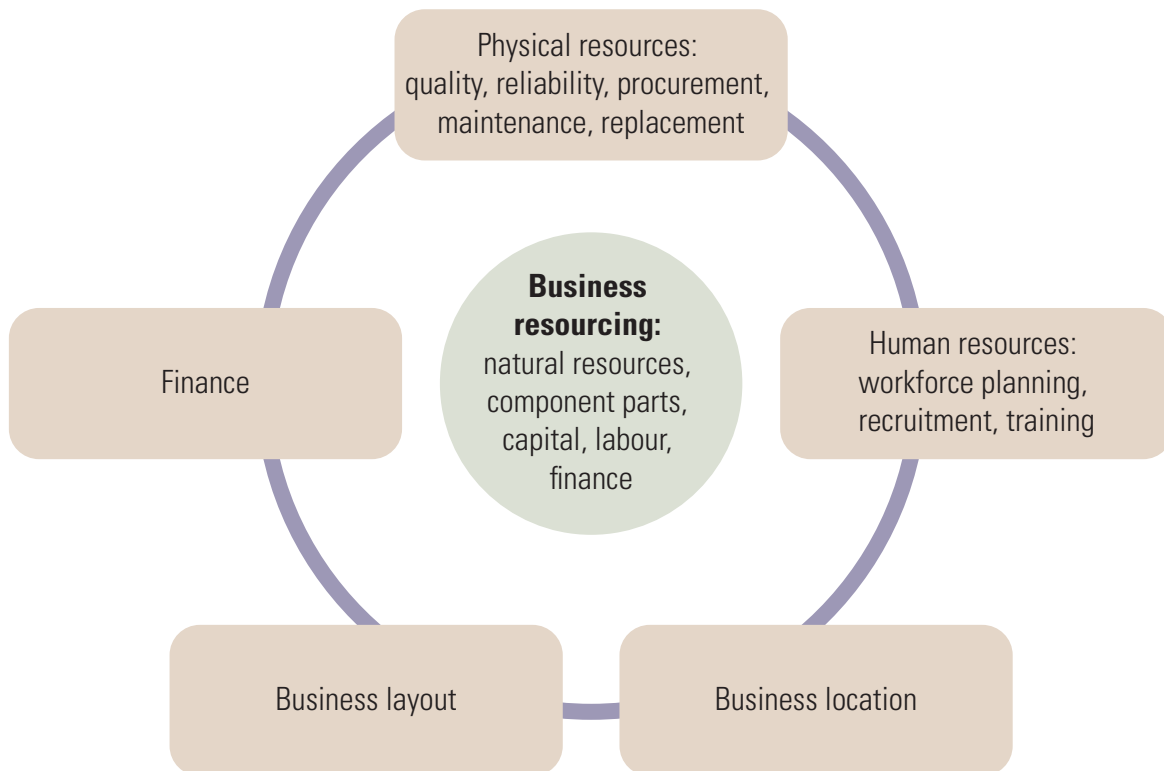 Physical resources:
quality, reliability, procurement,
maintenance, replacement
Business
resourcing:
natural resources,
component parts,
capital, labour,
finance
Finance
Human resources:
workforce planning,
recruitment, training
Business layout
Business location